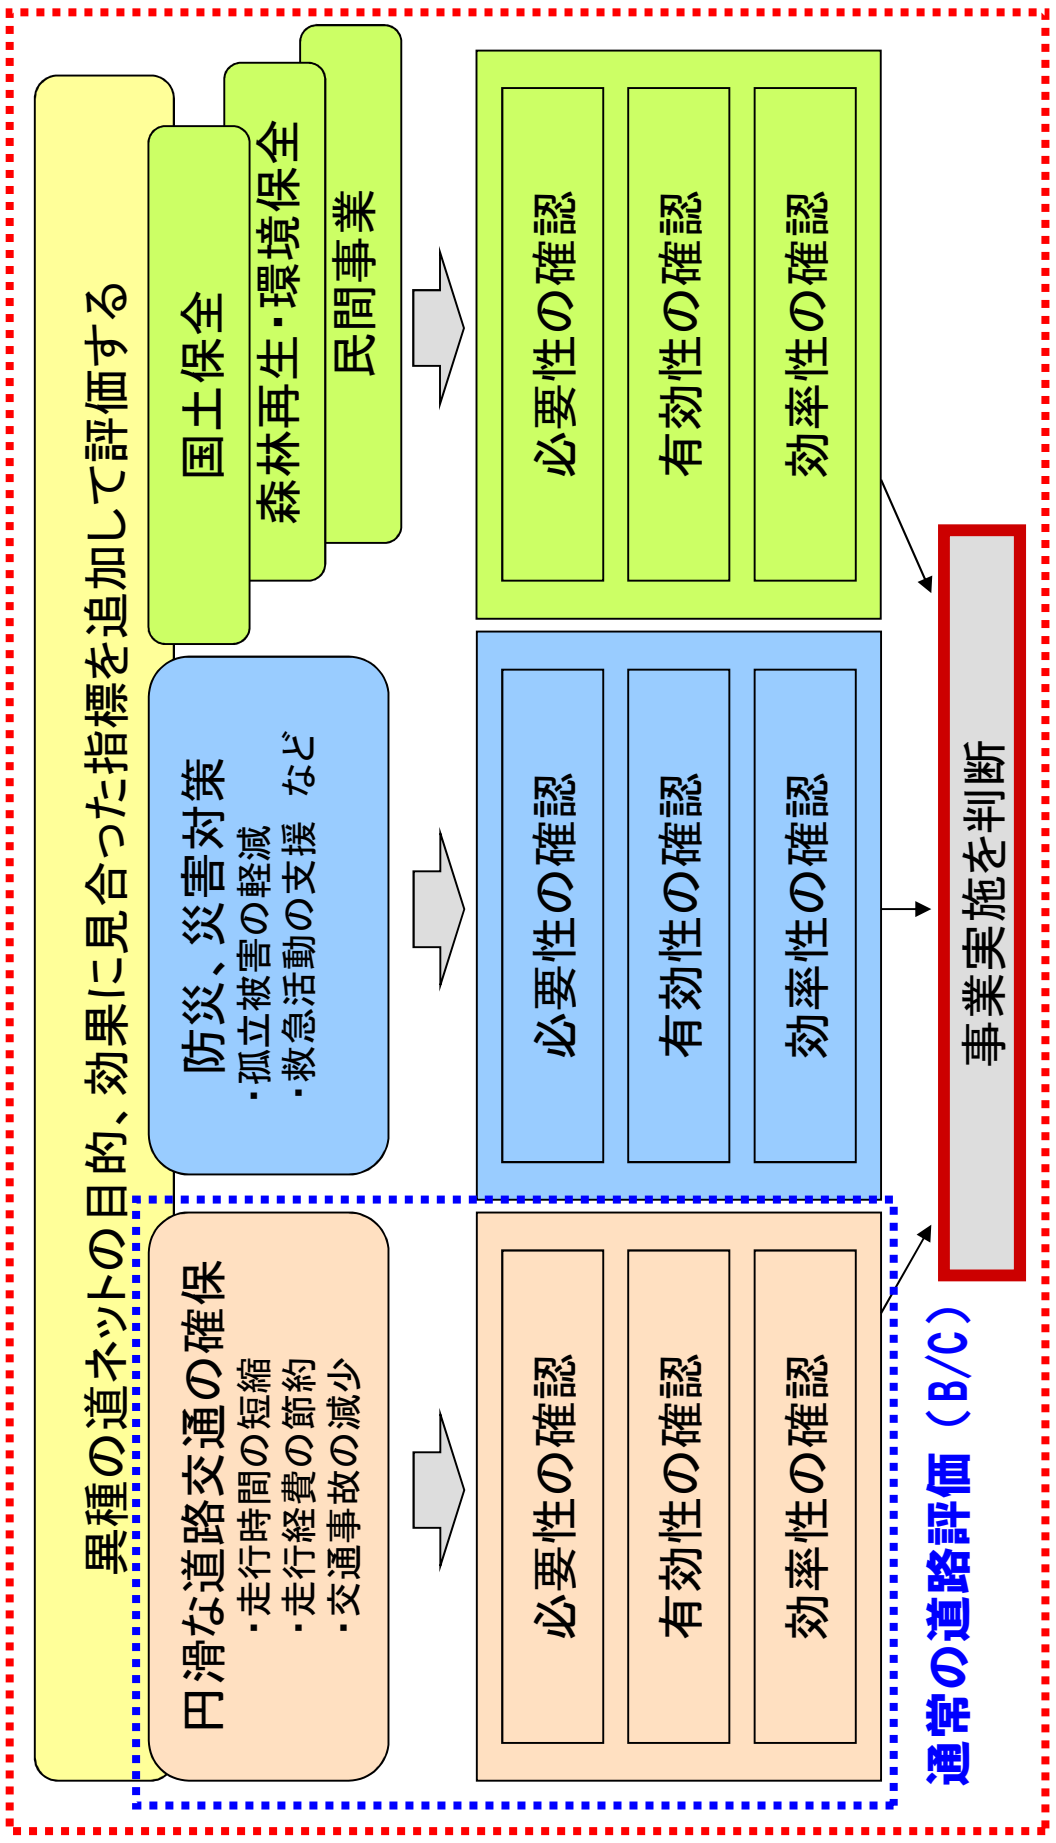 異種の道ネットの目的、効果に見合った指標を追加して評価する
円滑な道路交通の確保
・走行時間の短縮
・走行経費の節約
・交通事故の減少
防災、災害対策
・孤立被害の軽減
・救急活動の支援 など
国土保全
森林再生・環境保全
民間事業
必要性の確認
有効性の確認
効率性の確認
必要性の確認
有効性の確認
効率性の確認
必要性の確認
有効性の確認
効率性の確認
通常の道路評価（B/C）
事業実施を判断